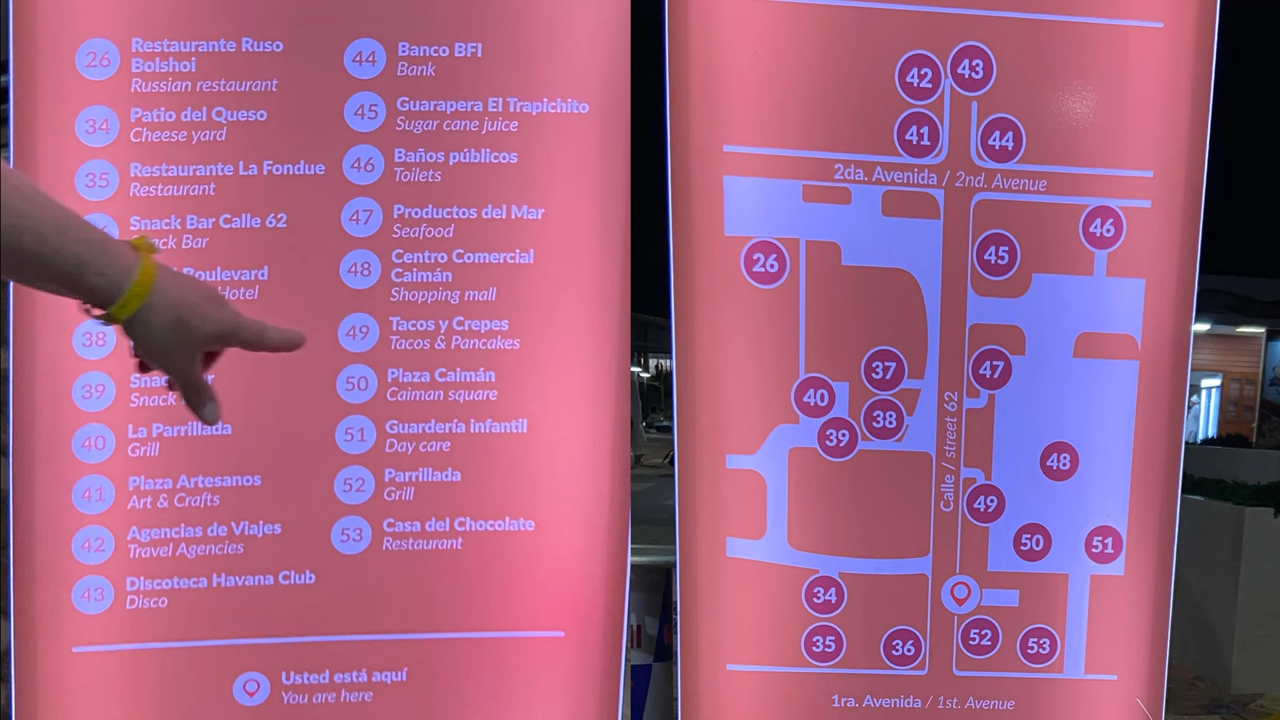 26 Restaurante Ruso
Bolshoi
Russian restaurant
34 Patio del Queso
Cheese yard
35 Restaurante La Fondue
Restaurant
Snack Bar Calle 62
Bar
Boulevard
Hotel
38
39
Snack
40 La Parrillada
Grill
41 Plaza Artesanos
Art & Crafts
42 Agencias de Viajes
Travel Agencies
43 Discoteca Havana Club
Disco
44 Banco BFI
Bank
45 Guarapera El Trapichito
Sugar cane juice
46 Baños públicos
Toilets
47 Productos del Mar
Seafood
48 Centro Comercial
Caimán
Shopping mall
49 Tacos y Crepes
Tacos & Pancakes
50 Plaza Caimán
Caiman square
51 Guardería infantil
Day care
52 Parrillada
Grill
53 Casa del Chocolate
Restaurant
Usted está aquí
You are here
42 43
41 44
2da. Avenida / 2nd. Avenue
46
45
26
37 47
40
38
39
Calle / street 62
48
49
50 51
34
52
35 36 53
1ra. Avenida / 1st. Avenue